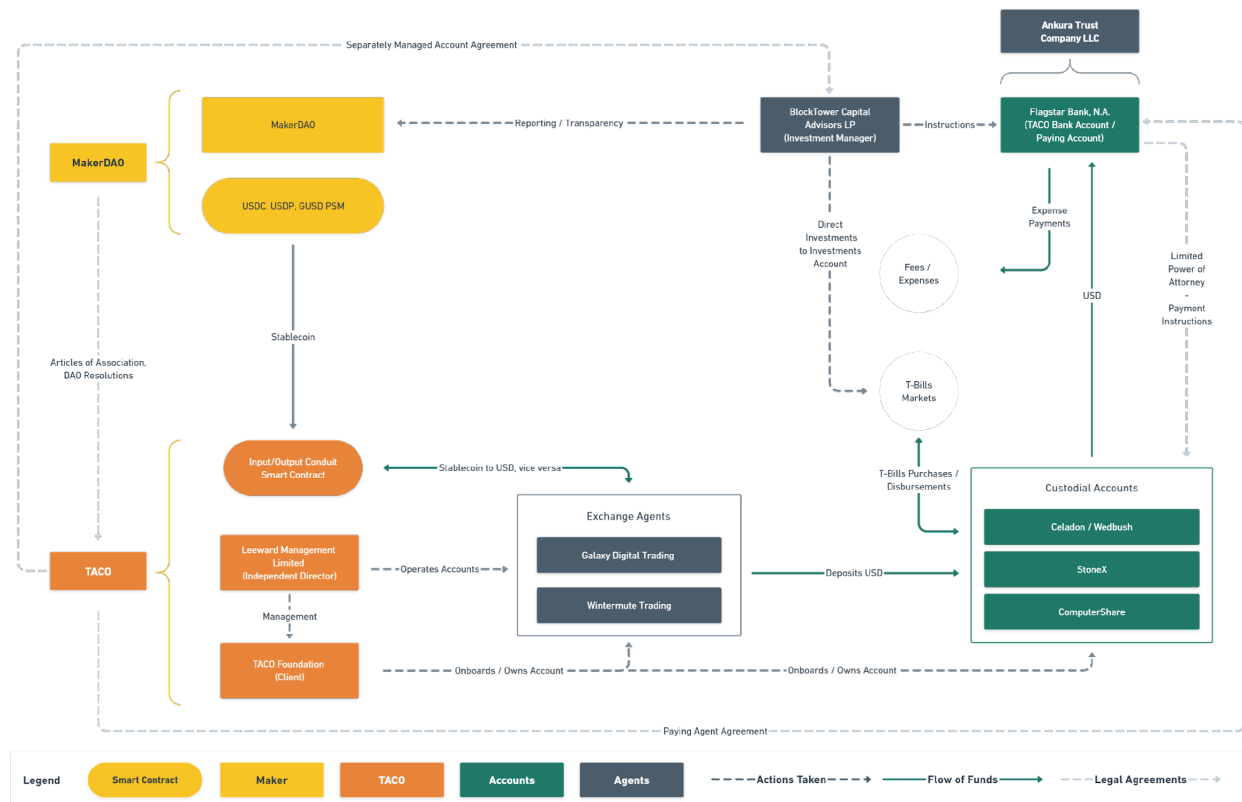 Ankura Trust
Company LLC
Separately Managed Account Agreement
MakerDAO
MakerDAO
Reporting / Transparency
BlockTower Capital
Advisors LP
(Investment Manager)
Instructions
Flagstar Bank, N.A.
(TACO Bank Account /
Paying Account)
USDC, USDP, GUSD PSM
Direct
Investments
to Investments
Account
Expense
Payments
Fees /
Expenses
USD
Limited
Power of
Attorney
-
Payment
Instructions
Stablecoin
Articles of Association,
DAO Resolutions
T-Bills
Markets
Input/Output Conduit
Smart Contract
Stablecoin to USD, vice versa
T-Bills Purchases /
Disbursements
Custodial Accounts
Celadon / Wedbush
StoneX
ComputerShare
Exchange Agents
Galaxy Digital Trading
Wintermute Trading
Deposits USD
TACO
Leeward Management
Limited
(Independent Director)
Operates Accounts
Management
TACO Foundation
(Client)
Onboards / Owns Account
Onboards / Owns Account
Paying Agent Agreement
Legend
Smart Contract
Maker
TACO
Accounts
Agents
Actions Taken
Flow of Funds
Legal Agreements